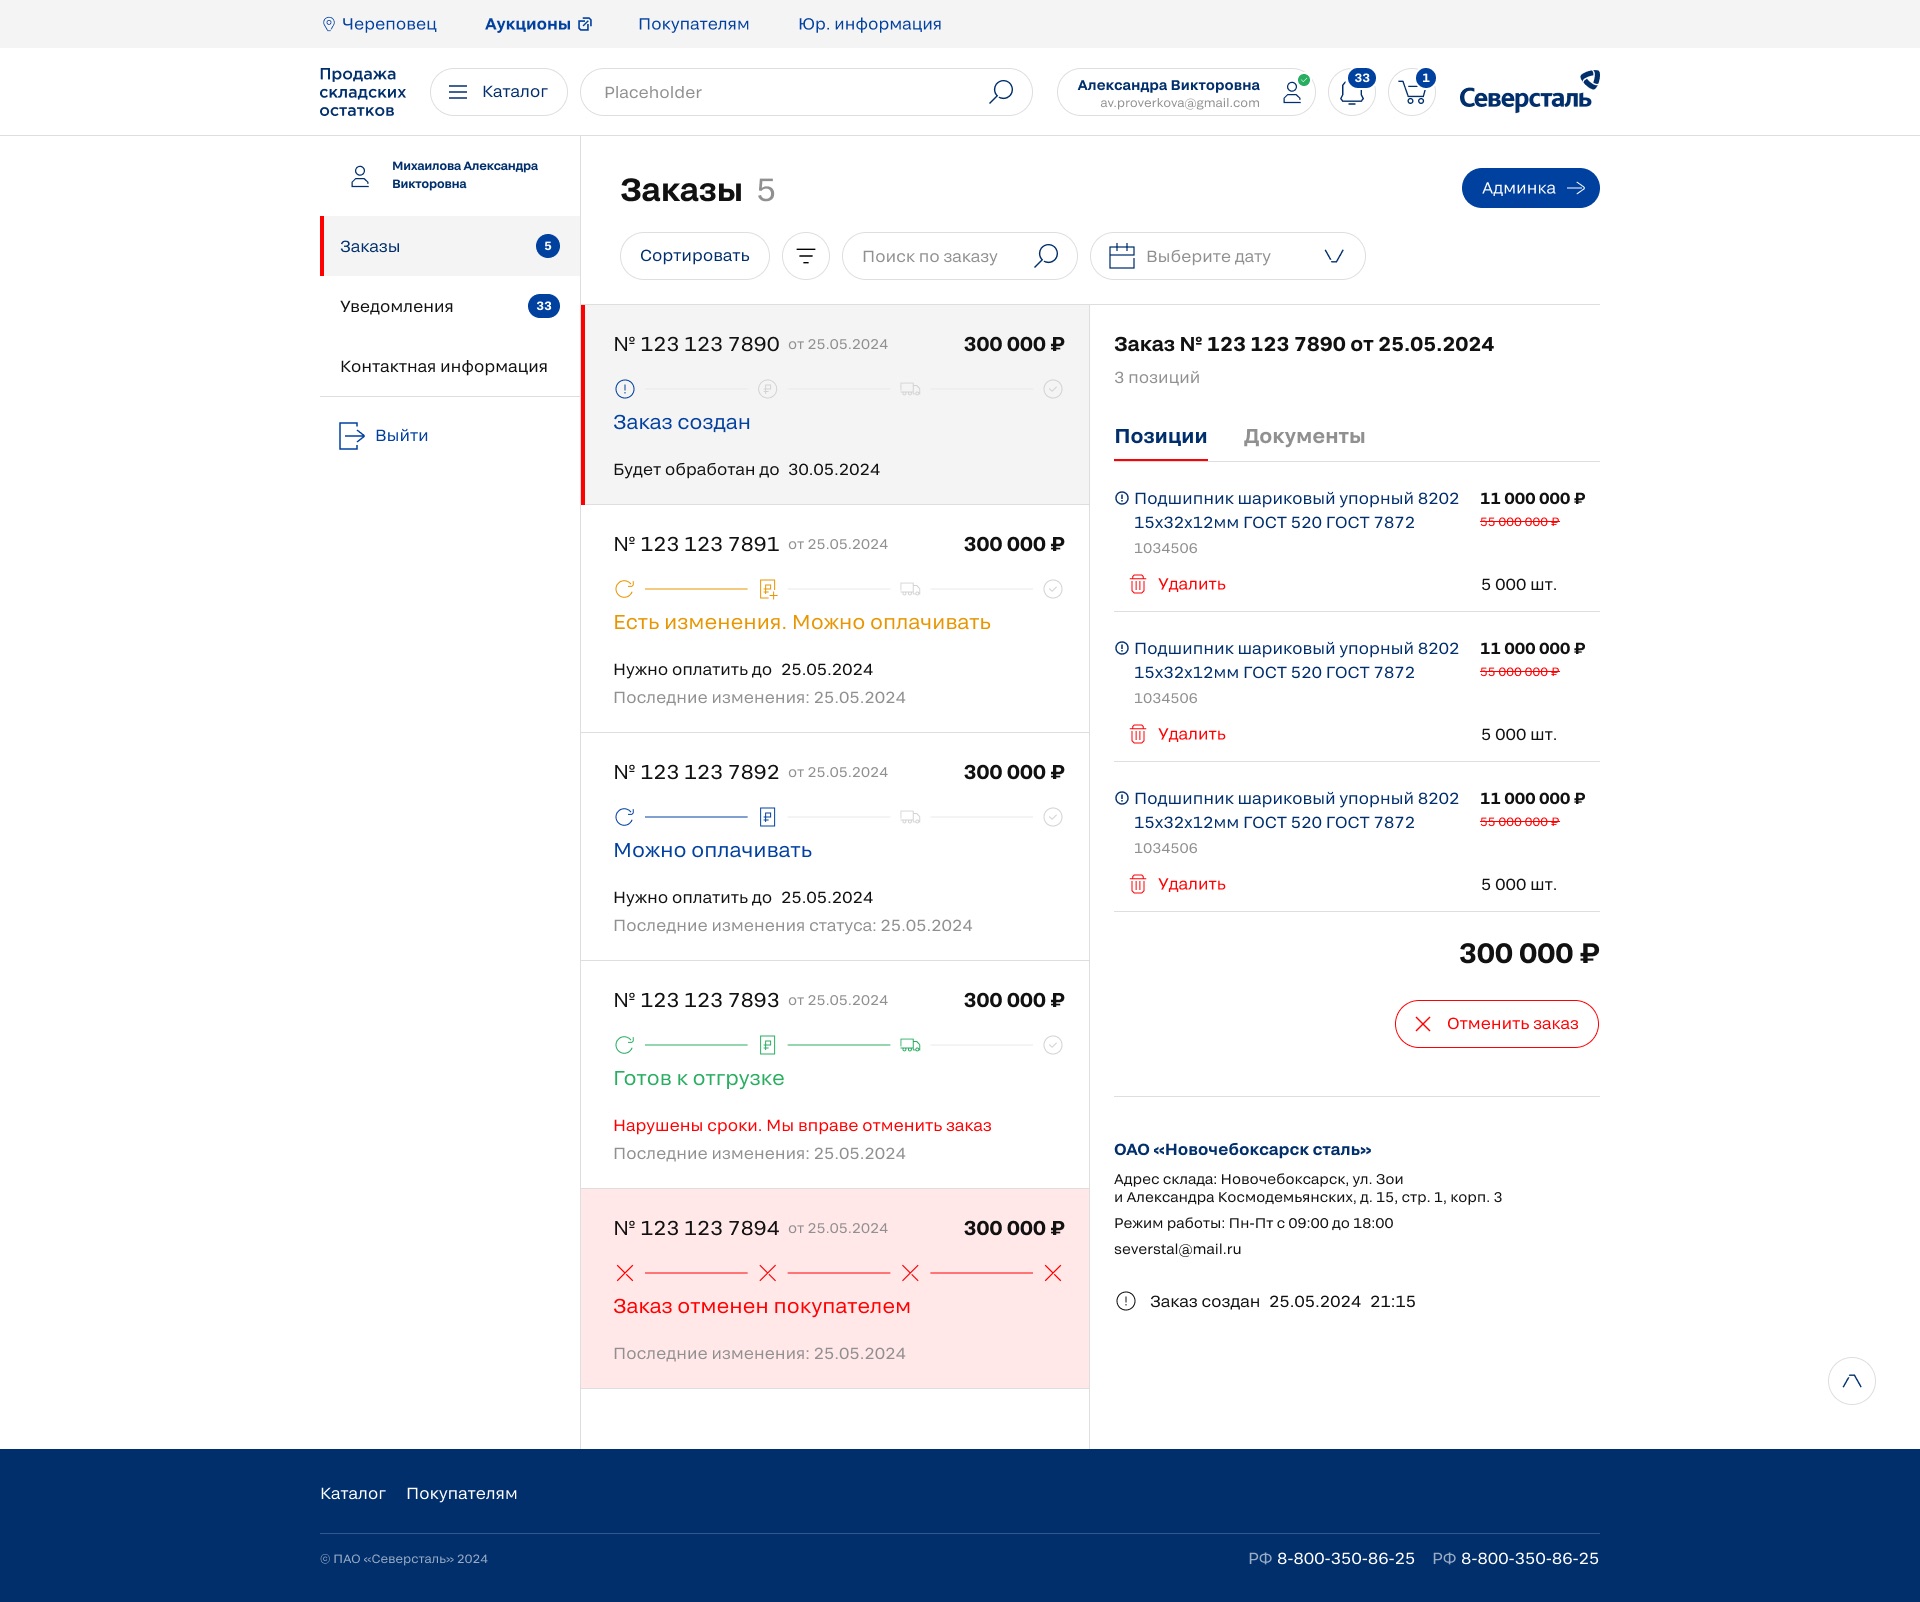 Череповец
Аукционы
Покупателям
Юр. информация
Продажа
складских
остатков
Каталог
Placeholder
Александра Викторовна
av.proverkova@gmail.com
33
1
Северсталь
Михаилова Александра
Викторовна
Заказы
5
Уведомления
33
Контактная информация
Выйти
Заказы 5
Админка
Сортировать
Поиск по заказу
Выберите дату
№ 123 123 7890 от 25.05.2024 300 000 ₽
Заказ создан
Будет обработан до 30.05.2024
№ 123 123 7891 от 25.05.2024 300 000 ₽
Есть изменения. Можно оплачивать
Нужно оплатить до 25.05.2024
Последние изменения: 25.05.2024
№ 123 123 7892 от 25.05.2024 300 000 ₽
Можно оплачивать
Нужно оплатить до 25.05.2024
Последние изменения статуса: 25.05.2024
№ 123 123 7893 от 25.05.2024 300 000 ₽
Готов к отгрузке
Нарушены сроки. Мы вправе отменить заказ
Последние изменения: 25.05.2024
№ 123 123 7894 от 25.05.2024 300 000 ₽
Заказ отменен покупателем
Последние изменения: 25.05.2024
Заказ № 123 123 7890 от 25.05.2024
3 позиций
Позиции
Документы
Подшипник шариковый упорный 8202 11 000 000 ₽
15х32х12мм ГОСТ 520 ГОСТ 7872 55 000 000 ₽
1034506
Удалить 5 000 шт.
Подшипник шариковый упорный 8202 11 000 000 ₽
15х32х12мм ГОСТ 520 ГОСТ 7872 55 000 000 ₽
1034506
Удалить 5 000 шт.
Подшипник шариковый упорный 8202 11 000 000 ₽
15х32х12мм ГОСТ 520 ГОСТ 7872 55 000 000 ₽
1034506
Удалить 5 000 шт.
300 000 ₽
Отменить заказ
ОАО «Новочебоксарск сталь»
Адрес склада: Новочебоксарск, ул. Зои
и Александра Космодемьянских, д. 15, стр. 1, корп. 3
Режим работы: Пн-Пт с 09:00 до 18:00
severstal@mail.ru
Заказ создан 25.05.2024 21:15
Каталог
Покупателям
© ПАО «Северсталь» 2024
РФ 8-800-350-86-25
РФ 8-800-350-86-25